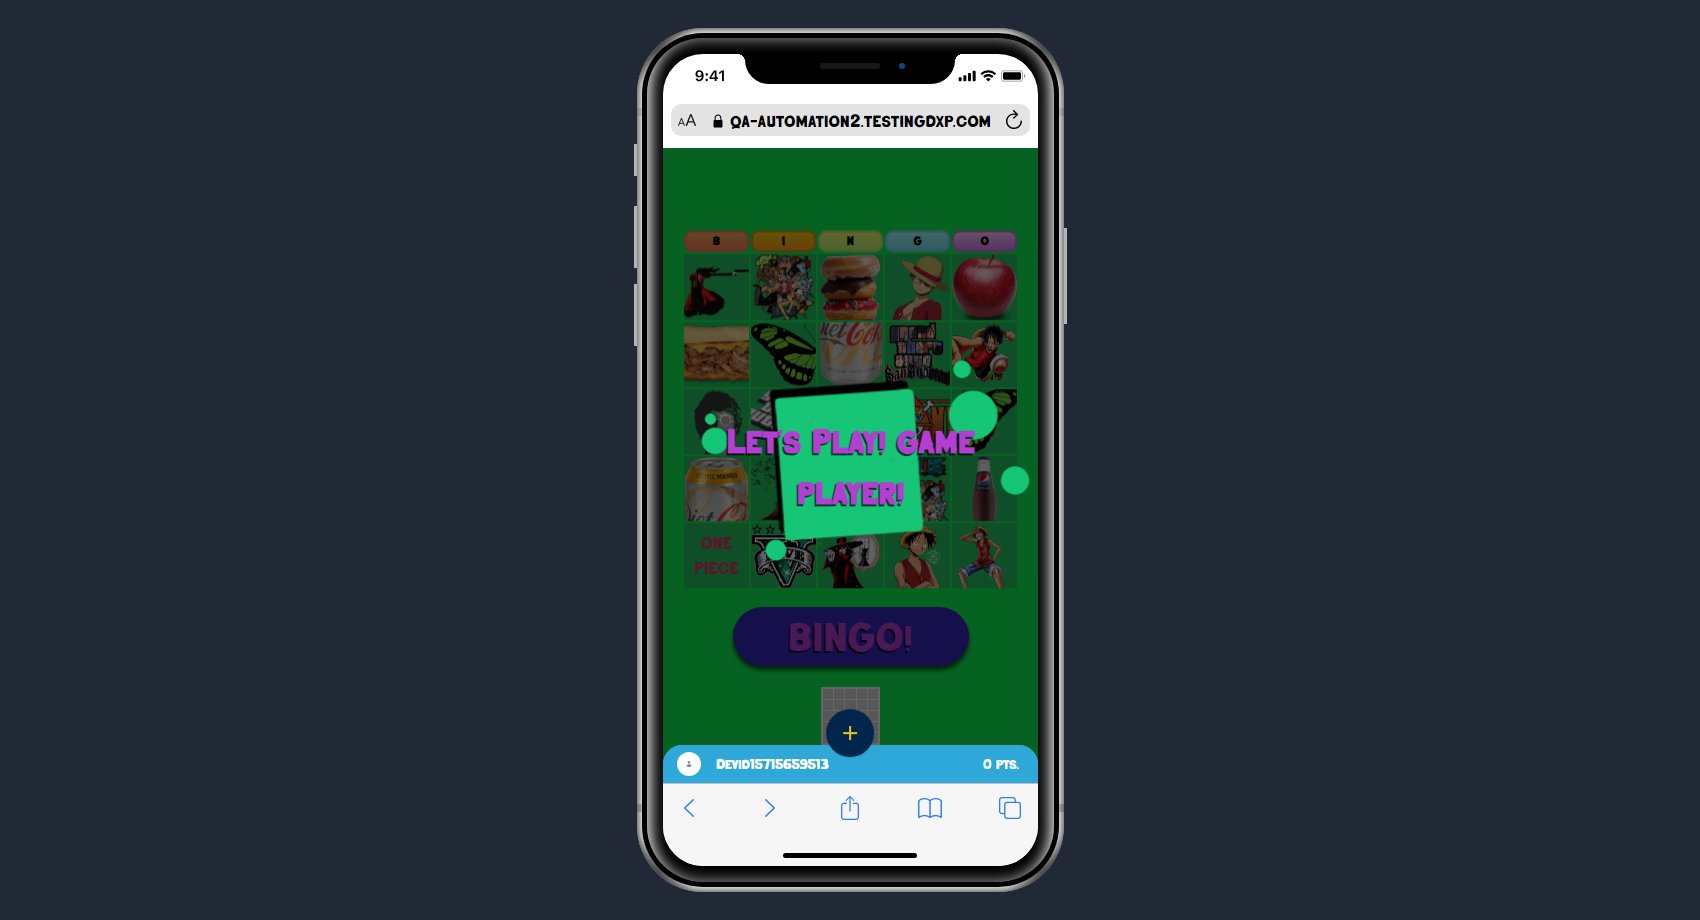 9:41
AA QA-AUTOMATION2.TESTINGDXP.COM
B I N G O
LET'S PLAY! GAME
PLAYER!
ONE
PIECE
BINGO!
+
DEVID15715659513 0 PTS.